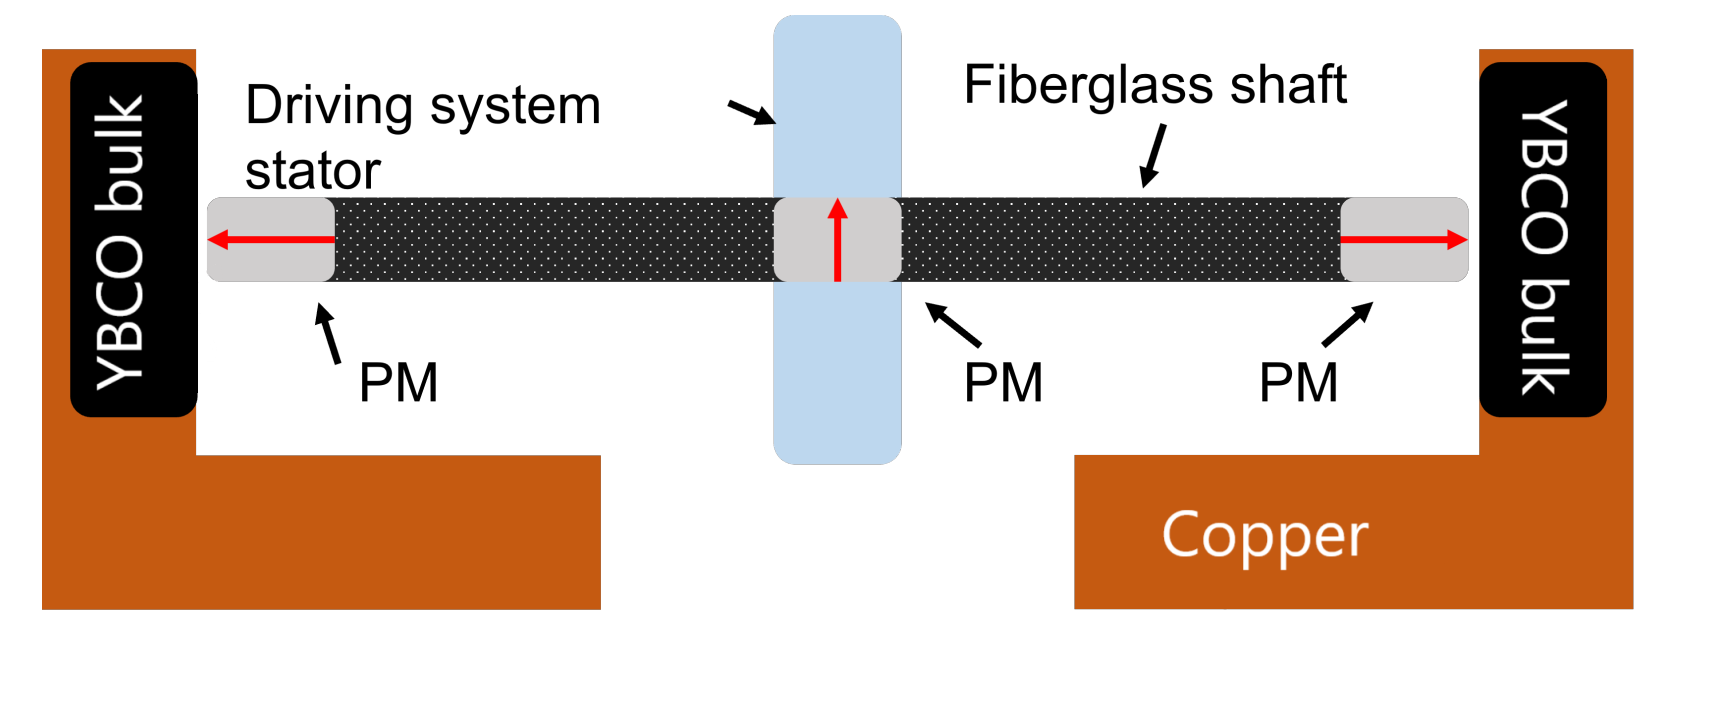 Driving system
stator
Fiberglass shaft
YBCO bulk
YBCO bulk
PM
PM
PM
Copper